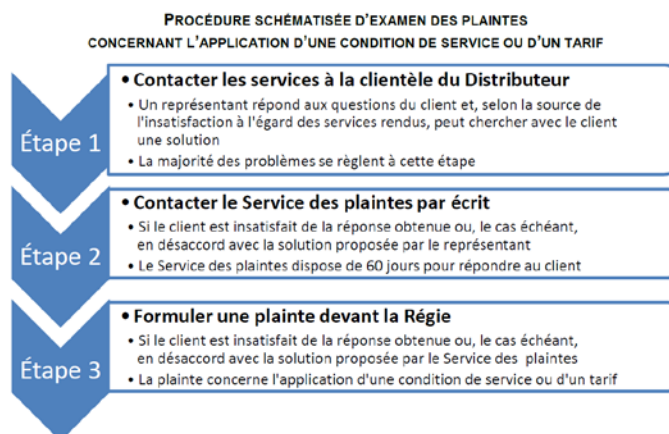 PROCÉDURE SCHÉMATISÉE D'EXAMEN DES PLAINTES
CONCERNANT L'APPLICATION D'UNE CONDITION DE SERVICE OU D'UN TARIF
Étape 1
• Contacter les services à la clientèle du Distributeur
• Un représentant répond aux questions du client et, selon la source de
l'insatisfaction à l'égard des services rendus, peut chercher avec le client
une solution
• La majorité des problèmes se règlent à cette étape
Étape 2
• Contacter le Service des plaintes par écrit
• Si le client est insatisfait de la réponse obtenue ou, le cas échéant,
en désaccord avec la solution proposée par le représentant
• Le Service des plaintes dispose de 60 jours pour répondre au client
Étape 3
• Formuler une plainte devant la Régie
• Si le client est insatisfait de la réponse obtenue ou, le cas échéant,
en désaccord avec la solution proposée par le Service des plaintes
• La plainte concerne l'application d'une condition de service ou d'un tarif